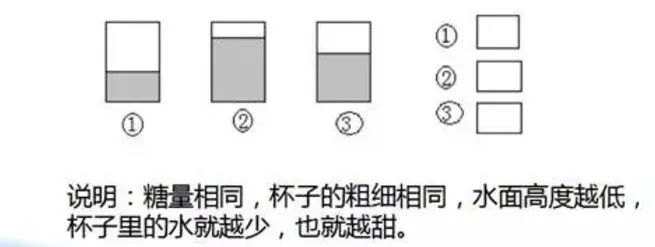 ① 
② 
③ 
① ② ③
说明：糖量相同，杯子的粗细相同，水面高度越低，
杯子里的水就越少，也就越甜。